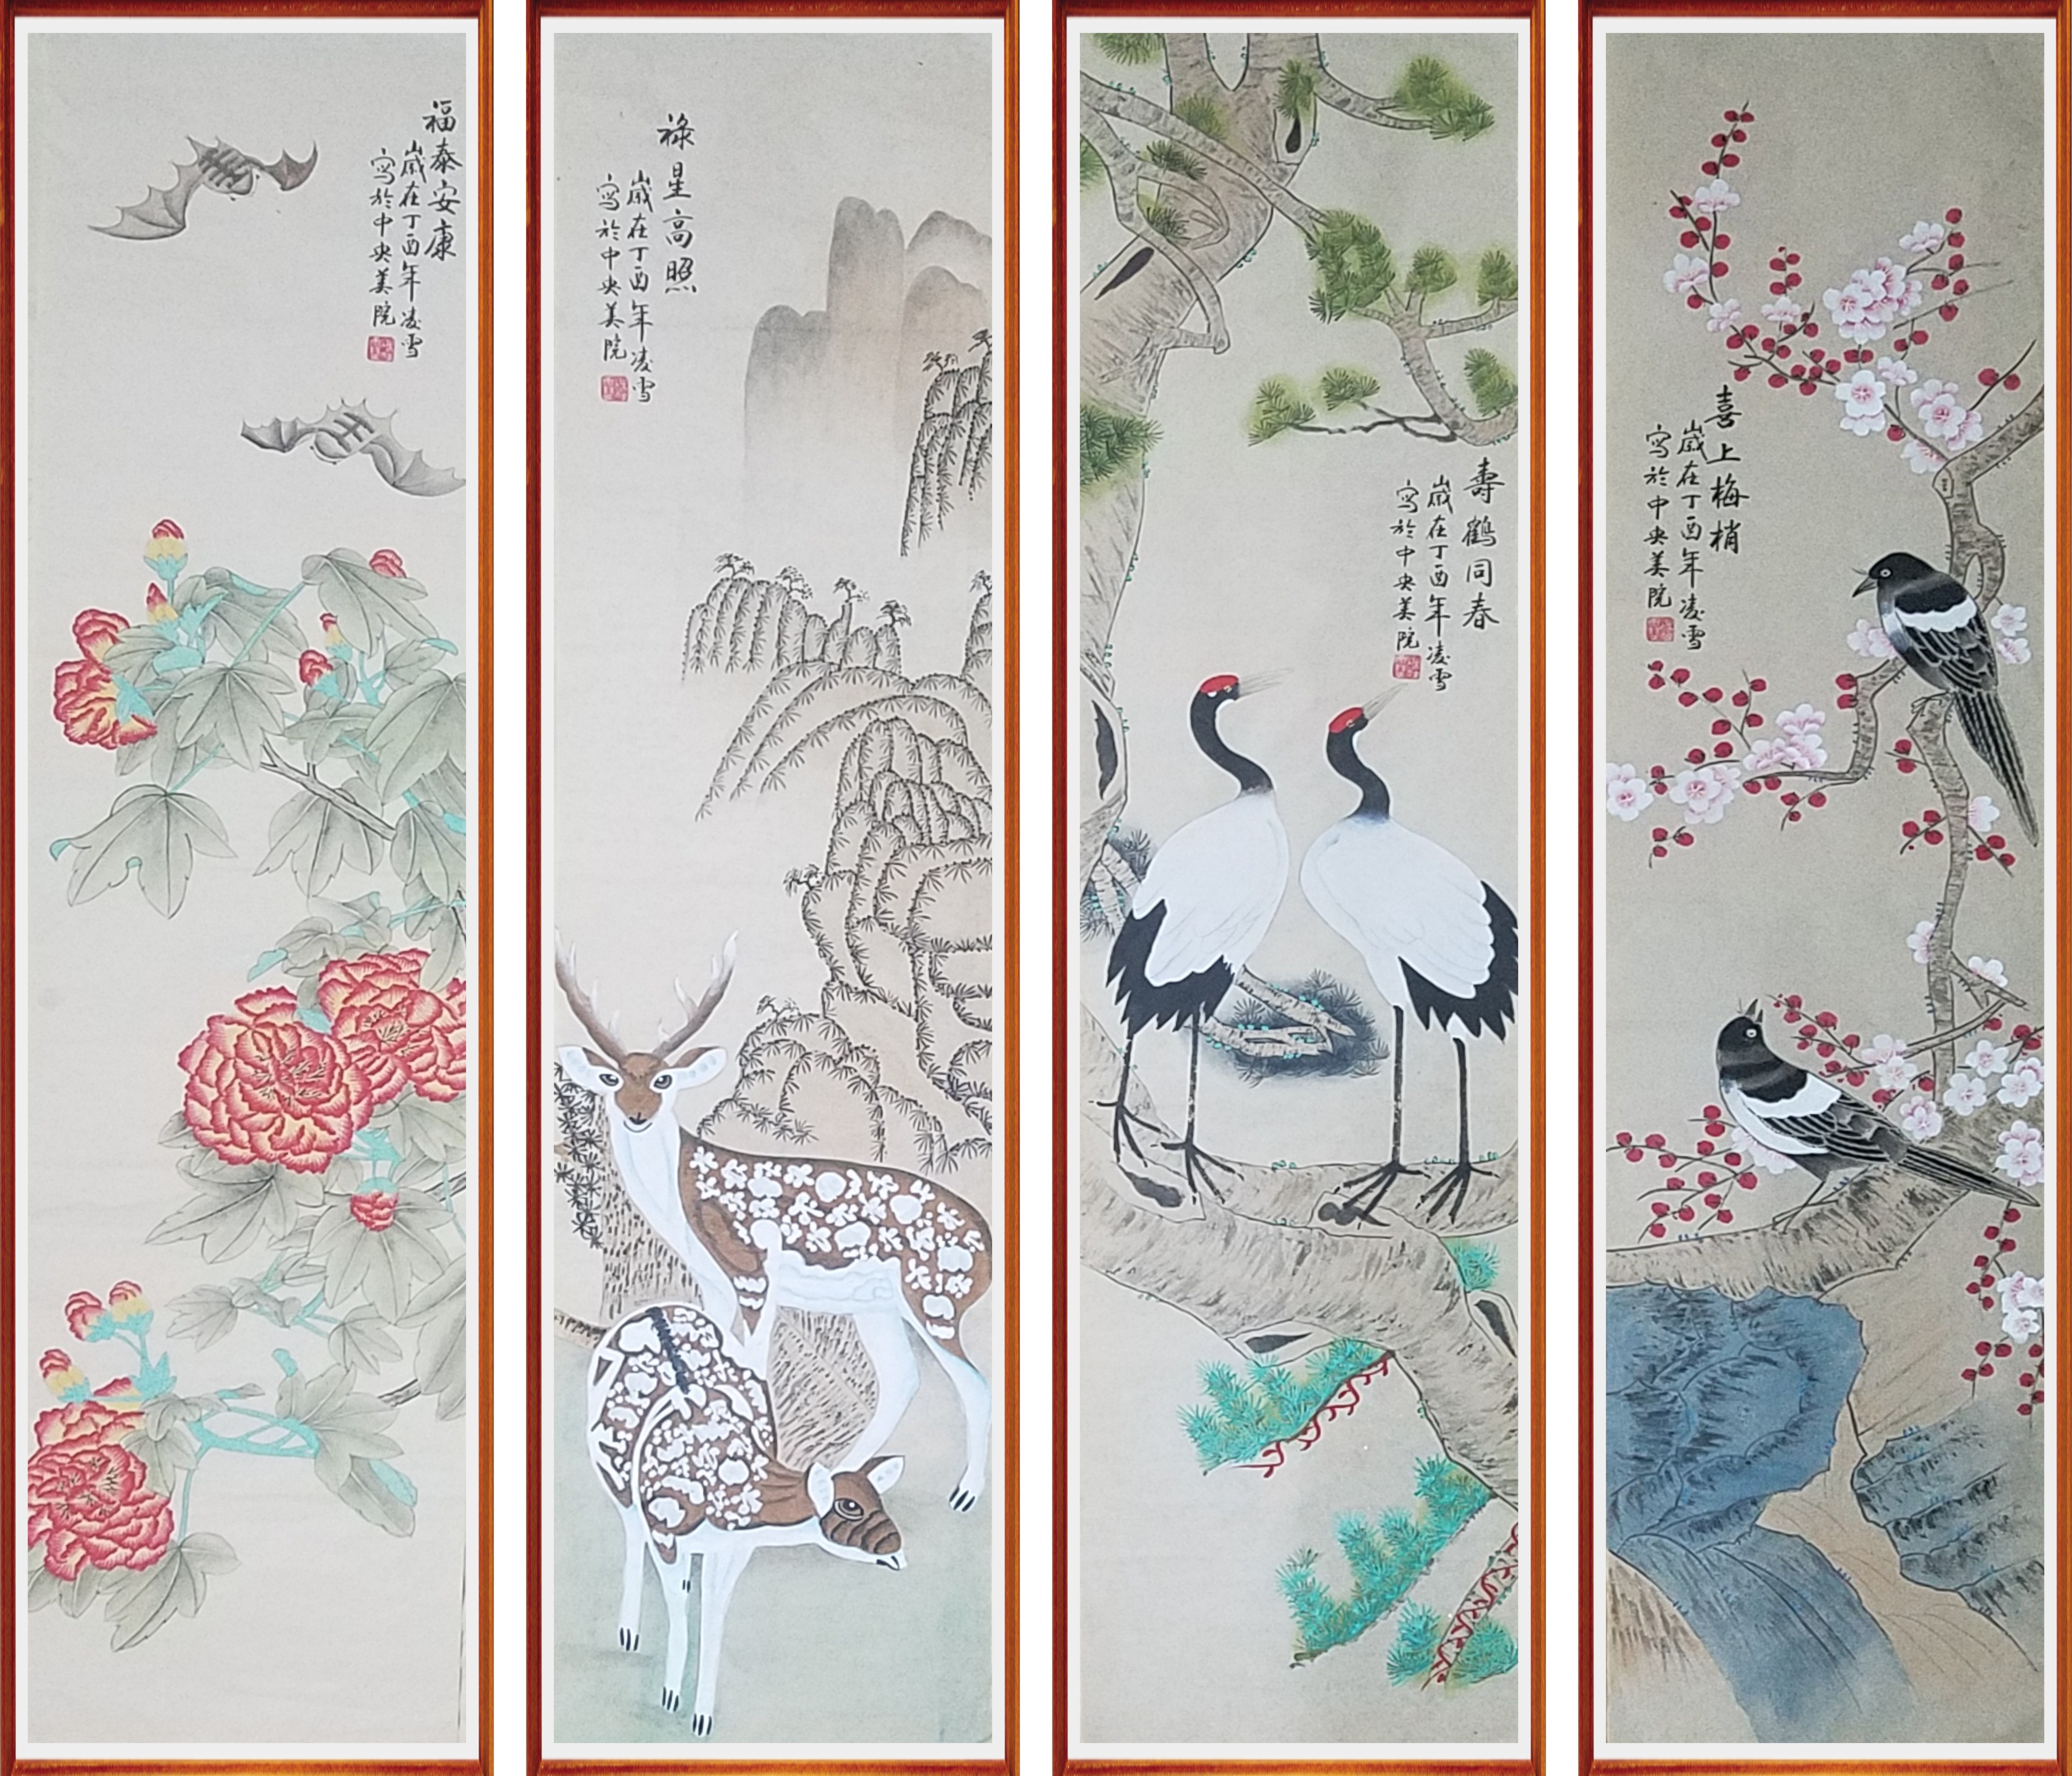 福泰安康
歲在丁酉年凌雪
寫於中央美院
祿星高照
歲在丁酉年凌雪
寫於中央美院
壽鶴同春
歲在丁酉年凌雪
寫於中央美院
喜上梅梢
歲在丁酉年凌雪
寫於中央美院